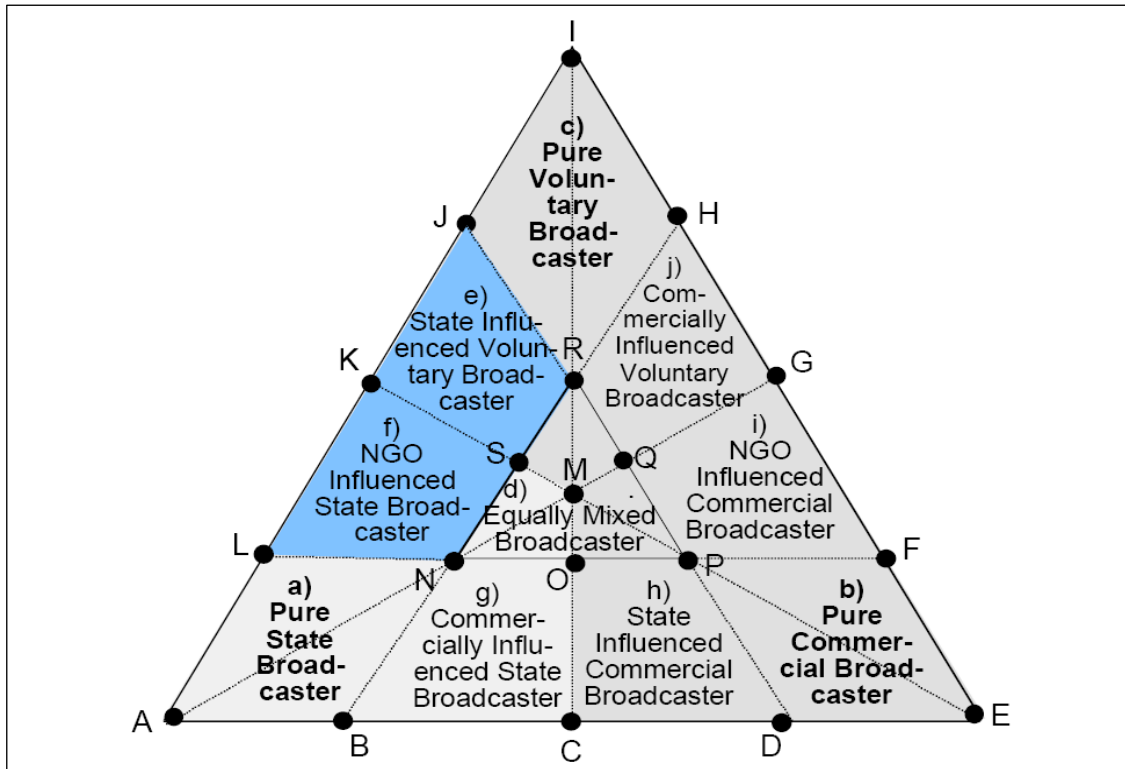 I
c)
Pure
Volun-
tary
Broad-
caster
J
H
j)
Com-
mercially
Influenced
Voluntary
Broadcaster
e)
State Influ-
enced Volun-
tary Broad-
caster
R
K
G
f)
NGO
Influenced
State Broad-
caster
S
Q
i)
NGO
Influenced
Commercial
Broadcaster
M
d)
Equally Mixed
Broadcaster
L
F
N
O
P
a)
Pure
State
Broad-
caster
g)
Commer-
cially Influ-
enced State
Broadcaster
h)
State
Influenced
Commercial
Broadcaster
b)
Pure
Commer-
cial Broad-
caster
A
B
C
D
E